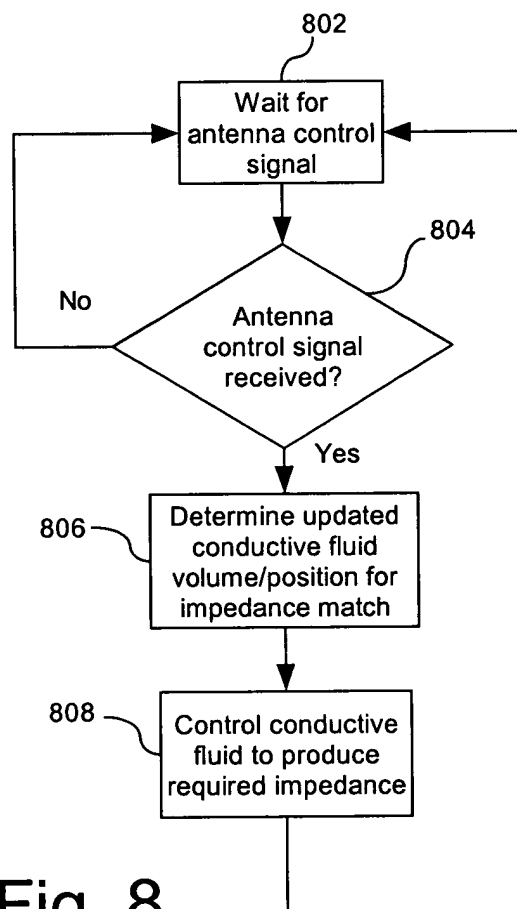 802
Wait for
antenna control
signal
804
No
Antenna
control signal
received?
Yes
806
Determine updated
conductive fluid
volume/position for
impedance match
808
Control conductive
fluid to produce
required impedance
Fig. 8